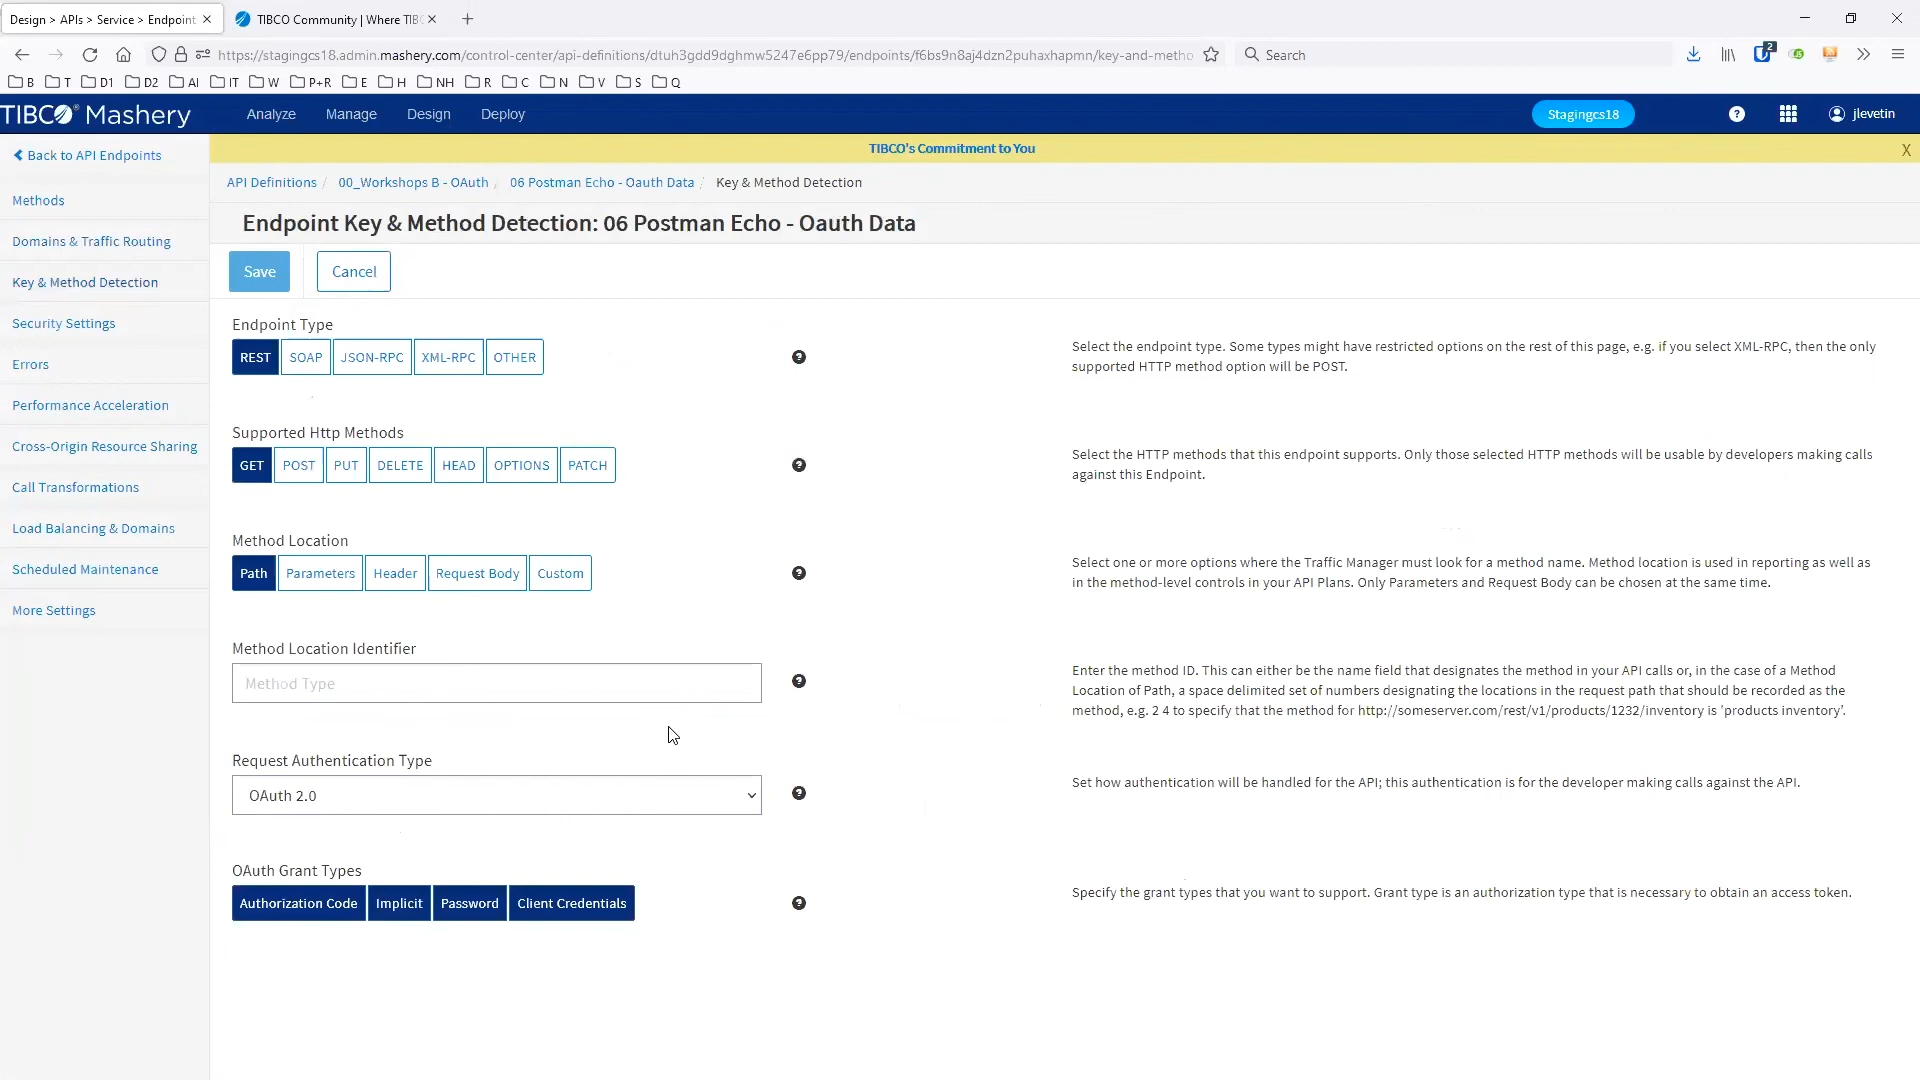 Design > APIs > Service > Endpoint
TIBCO Community | Where TIBC
https://stagingcs18.admin.mashery.com/control-center/api-definitions/dtuh3gdd9dghmw5247e6pp79/endpoints/f6bs9n8aj4dzn2puhaxhapmn/key-and-metho
Search
2
B T D1 D2 AI IT W P+R E H NH R C N V S Q
TIBCO® Mashery
Analyze Manage Design Deploy
Stagingcs18
jlevetin
Back to API Endpoints
TIBCO's Commitment to You
X
API Definitions / 00_Workshops B - OAuth / 06 Postman Echo - Oauth Data / Key & Method Detection
Methods
Domains & Traffic Routing
Key & Method Detection
Security Settings
Errors
Performance Acceleration
Cross-Origin Resource Sharing
Call Transformations
Load Balancing & Domains
Scheduled Maintenance
More Settings
Endpoint Key & Method Detection: 06 Postman Echo - Oauth Data
Save Cancel
Endpoint Type
REST SOAP JSON-RPC XML-RPC OTHER
Select the endpoint type. Some types might have restricted options on the rest of this page, e.g. if you select XML-RPC, then the only
supported HTTP method option will be POST.
Supported Http Methods
GET POST PUT DELETE HEAD OPTIONS PATCH
Select the HTTP methods that this endpoint supports. Only those selected HTTP methods will be usable by developers making calls
against this Endpoint.
Method Location
Path Parameters Header Request Body Custom
Select one or more options where the Traffic Manager must look for a method name. Method location is used in reporting as well as
in the method-level controls in your API Plans. Only Parameters and Request Body can be chosen at the same time.
Method Location Identifier
Method Type
Enter the method ID. This can either be the name field that designates the method in your API calls or, in the case of a Method
Location of Path, a space delimited set of numbers designating the locations in the request path that should be recorded as the
method, e.g. 2 4 to specify that the method for http://someserver.com/rest/v1/products/1232/inventory is 'products inventory'.
Request Authentication Type
OAuth 2.0
Set how authentication will be handled for the API; this authentication is for the developer making calls against the API.
OAuth Grant Types
Authorization Code Implicit Password Client Credentials
Specify the grant types that you want to support. Grant type is an authorization type that is necessary to obtain an access token.